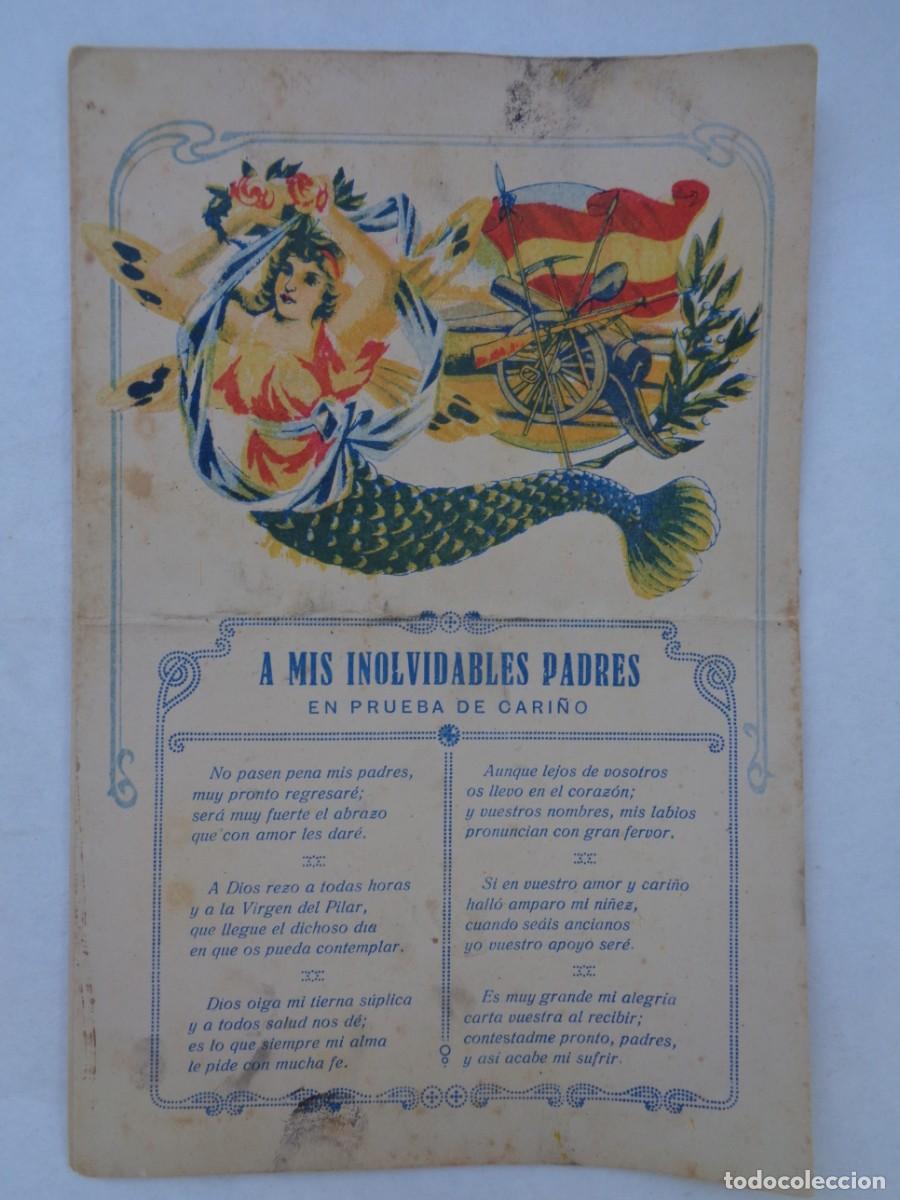 A MIS INOLVIDABLES PADRES
EN PRUEBA DE CARIÑO
No pasen pena mis padres,
muy pronto regresaré;
será muy fuerte el abrazo
que con amor les daré.
A Dios rezo a todas horas
y a la Virgen del Pilar,
que llegue el dichoso dia
en que os pueda contemplar.
Dios oiga mi tierna súplica
y a todos salud nos dé;
es lo que siempre mi alma
le pide con mucha fe.
Aunque lejos de vosotros
os llevo en el corazón;
y vuestros nombres, mis labios
pronuncian con gran fervor.
Si en vuestro amor y cariño
halló amparo mi niñez,
cuando seáis ancianos
yo vuestro apoyo seré.
Es muy grande mi alegría
carta vuestra al recibir;
contestadme pronto, padres,
y así acabe mi sufrir.
todocoleccion